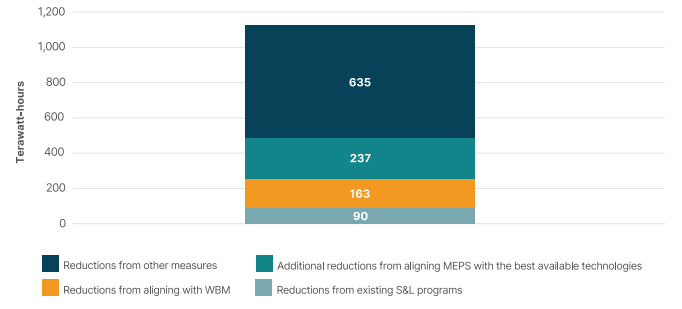 1,200
1,000
800
600
400
200
0
Terawatt-hours
635
237
163
90
Reductions from other measures
Additional reductions from aligning MEPS with the best available technologies
Reductions from aligning with WBM
Reductions from existing S&L programs